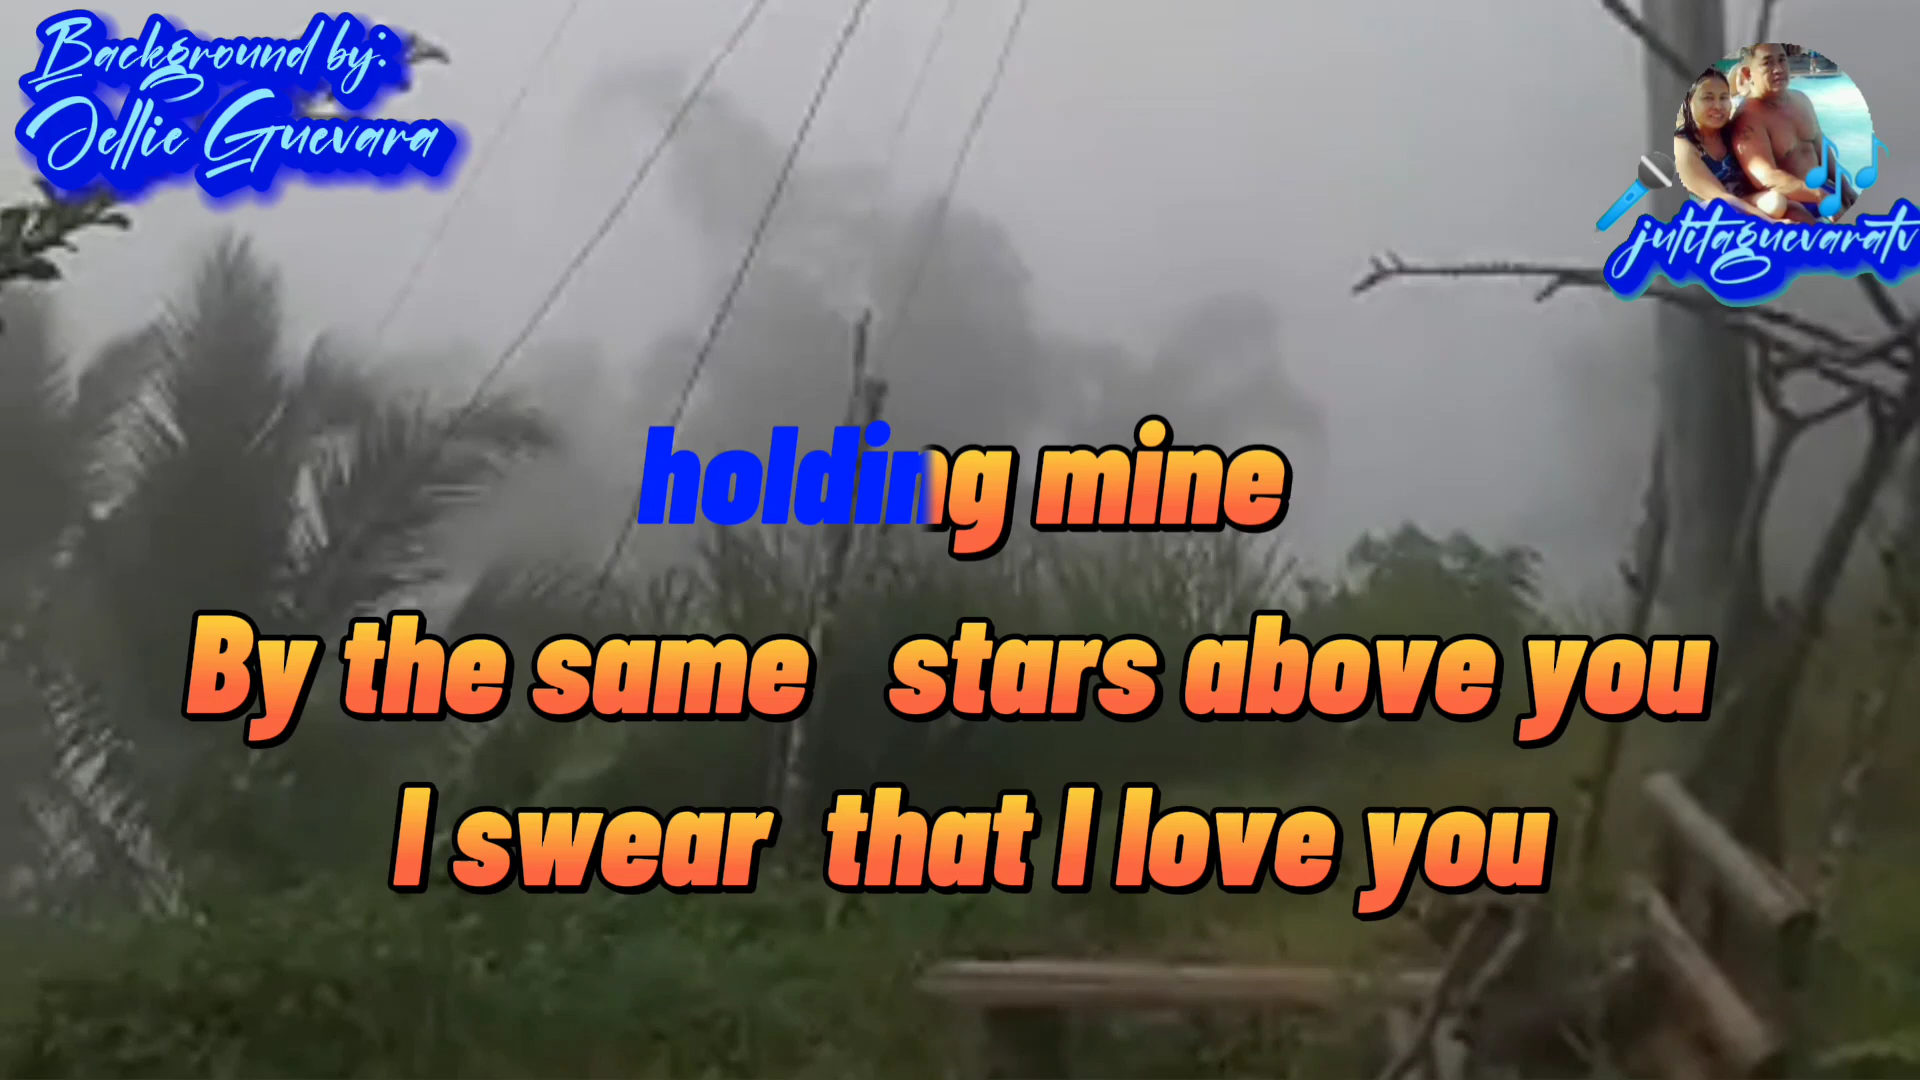 Background by:
Jellie Guevara
julitaguevaratv
holding mine
By the same stars above you
I swear that I love you